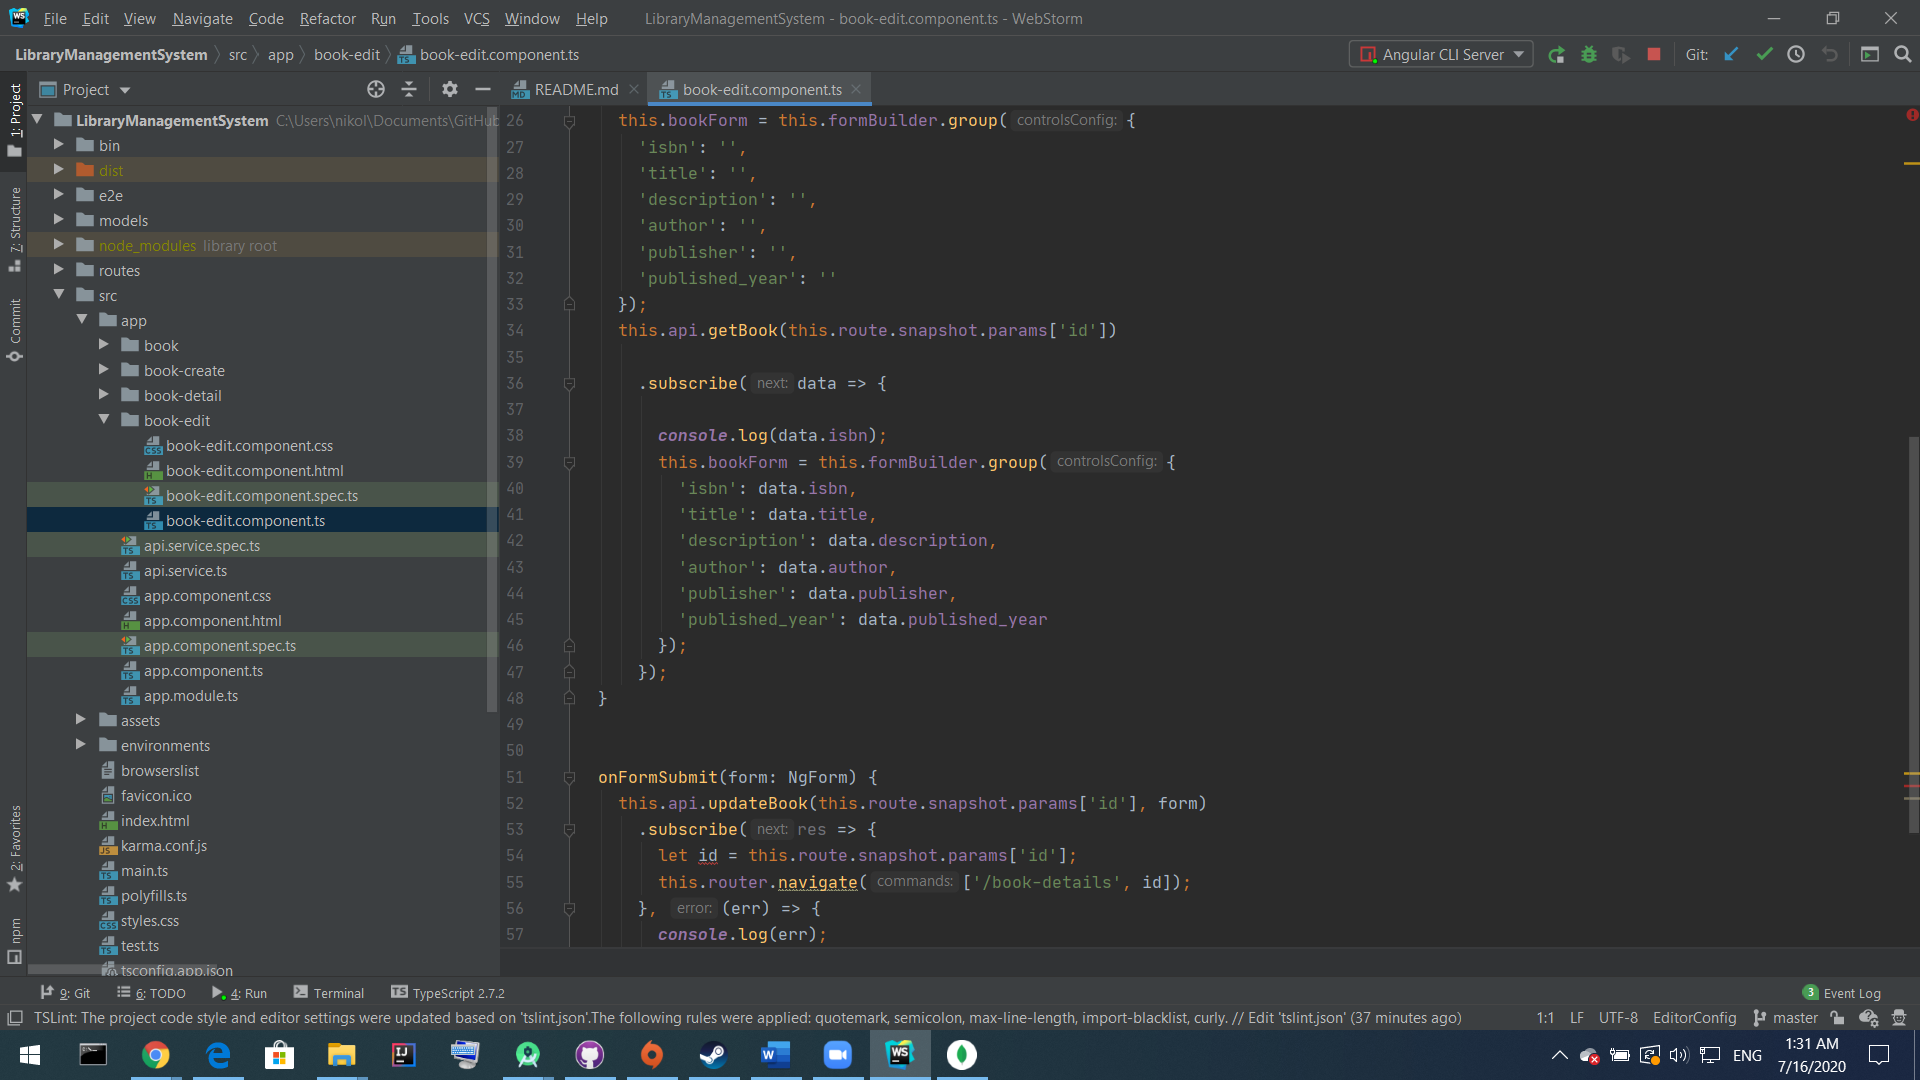 File Edit View Navigate Code Refactor Run Tools VCS Window Help LibraryManagementSystem - book-edit.component.ts - WebStorm
LibraryManagementSystem src app book-edit book-edit.component.ts Angular CLI Server Git:
Project README.md book-edit.component.ts
1: Project
7: Structure
Commit
2: Favorites
npm
LibraryManagementSystem C:\Users\nikol\Documents\GitHub
bin
dist
e2e
models
node_modules library root
routes
src
app
book
book-create
book-detail
book-edit
book-edit.component.css
book-edit.component.html
book-edit.component.spec.ts
book-edit.component.ts
api.service.spec.ts
api.service.ts
app.component.css
app.component.html
app.component.spec.ts
app.component.ts
app.module.ts
assets
environments
browserslist
favicon.ico
index.html
karma.conf.js
main.ts
polyfills.ts
styles.css
test.ts
tsconfig.app.json
26 this.bookForm = this.formBuilder.group( controlsConfig: {
27 'isbn': '',
28 'title': '',
29 'description': '',
30 'author': '',
31 'publisher': '',
32 'published_year': ''
33 });
34 this.api.getBook(this.route.snapshot.params['id'])
35
36 .subscribe( next: data => {
37
38 console.log(data.isbn);
39 this.bookForm = this.formBuilder.group( controlsConfig: {
40 'isbn': data.isbn,
41 'title': data.title,
42 'description': data.description,
43 'author': data.author,
44 'publisher': data.publisher,
45 'published_year': data.published_year
46 });
47 });
48 }
49
50
51 onFormSubmit(form: NgForm) {
52 this.api.updateBook(this.route.snapshot.params['id'], form)
53 .subscribe( next: res => {
54 let id = this.route.snapshot.params['id'];
55 this.router.navigate( commands: ['/book-details', id]);
56 }, error: (err) => {
57 console.log(err);
9: Git 6: TODO 4: Run Terminal TypeScript 2.7.2 3 Event Log
TSLint: The project code style and editor settings were updated based on 'tslint.json'.The following rules were applied: quotemark, semicolon, max-line-length, import-blacklist, curly. // Edit 'tslint.json' (37 minutes ago) 1:1 LF UTF-8 EditorConfig master
ENG 1:31 AM
7/16/2020